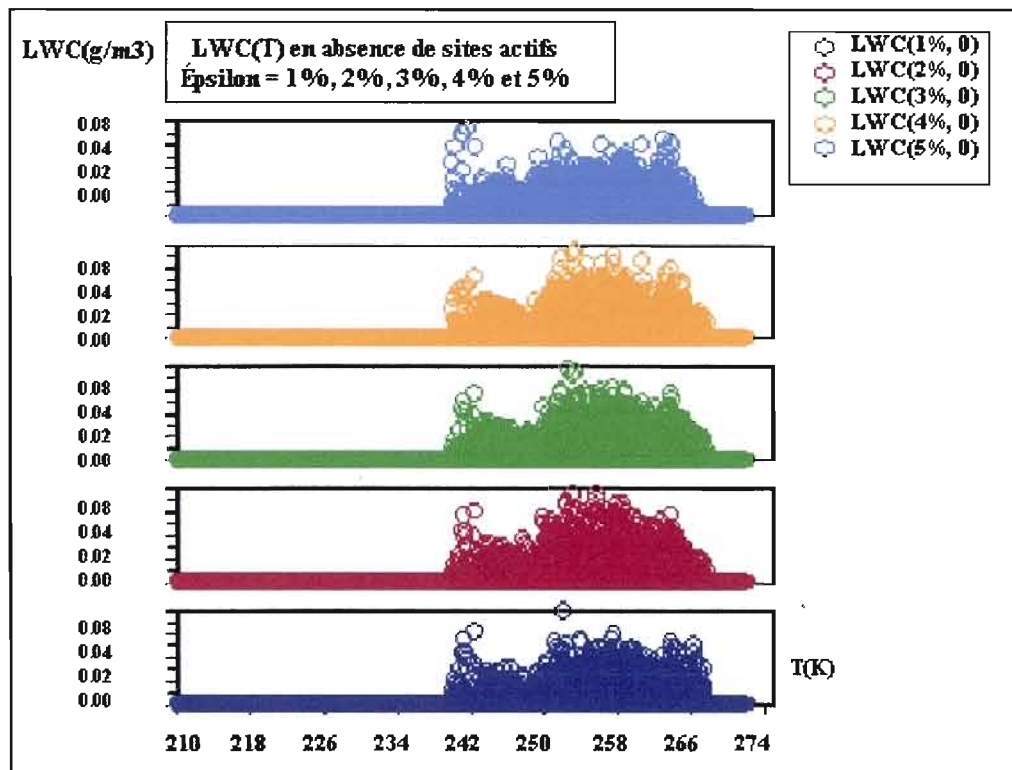 LWC(g/m3)
LWC(T) en absence de sites actifs
Épsilon = 1%, 2%, 3%, 4% et 5%
LWC(1%, 0)
LWC(2%, 0)
LWC(3%, 0)
LWC(4%, 0)
LWC(5%, 0)
0.08
0.04
0.02
0.00
0.08
0.04
0.02
0.00
0.08
0.04
0.02
0.00
0.08
0.04
0.02
0.00
0.08
0.04
0.02
0.00
T(K)
210 218 226 234 242 250 258 266 274